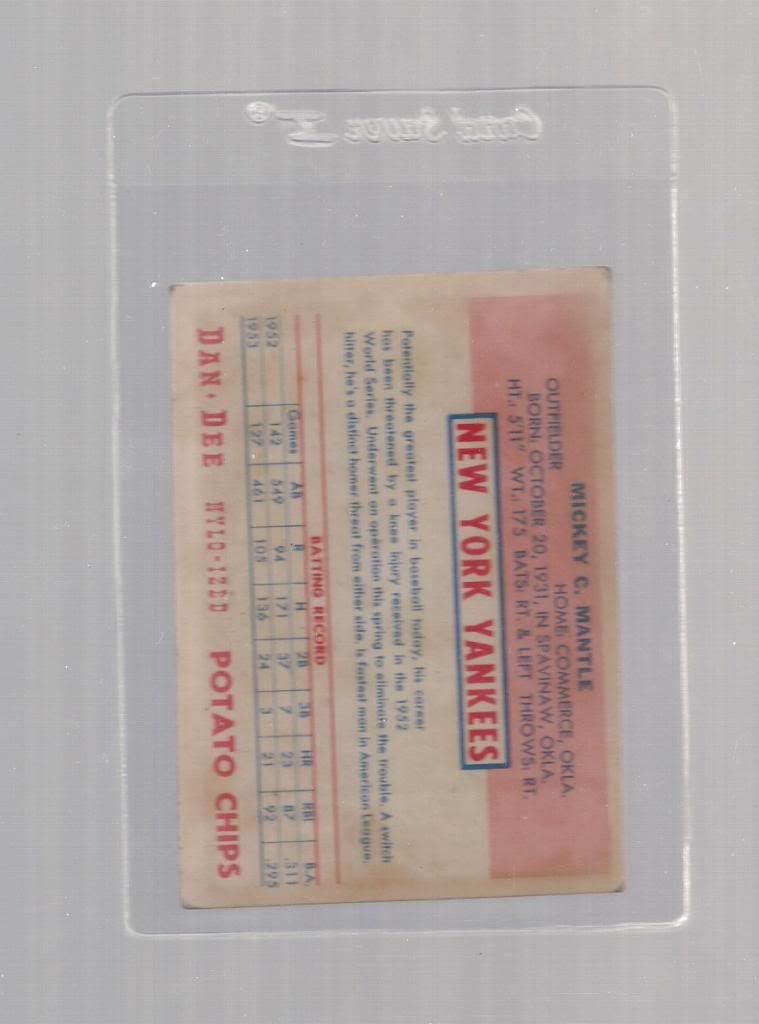 Card Saver I®
MICKEY C. MANTLE
OUTFIELDER HOME: COMMERCE, OKLA.
BORN: OCTOBER 20, 1931, IN SPAVINAW, OKLA.
HT.: 5'11" WT.: 175 BATS: RT. & LEFT THROWS: RT.
NEW YORK YANKEES
Potentially the greatest player in baseball today, his career
has been threatened by a knee injury received in the 1952
World Series. Underwent an operation this spring to eliminate the trouble. A switch
hitter, he's a distinct homer threat from either side. Is fastest man in American League.
BATTING RECORD
Games AB R H 2B 3B HR RBI B.A.
1952 142 549 94 171 37 7 23 87 .311
1953 127 461 105 136 24 3 21 92 .295
DAN·DEE HYLO-IZED POTATO CHIPS